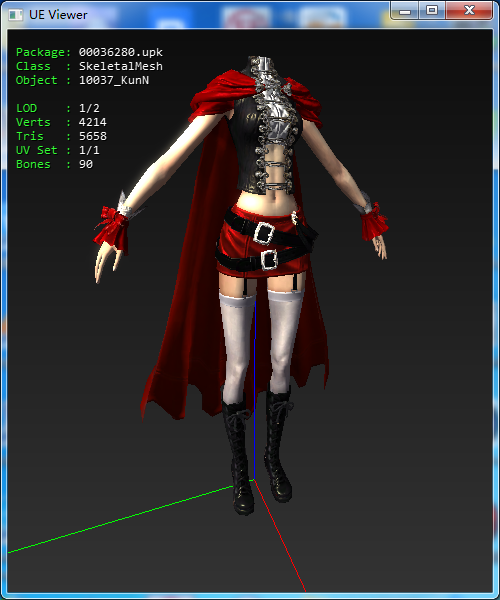 UE Viewer
Package: 00036280.upk
Class : SkeletalMesh
Object : 10037_KunN
LOD : 1/2
Verts : 4214
Tris : 5658
UV Set : 1/1
Bones : 90